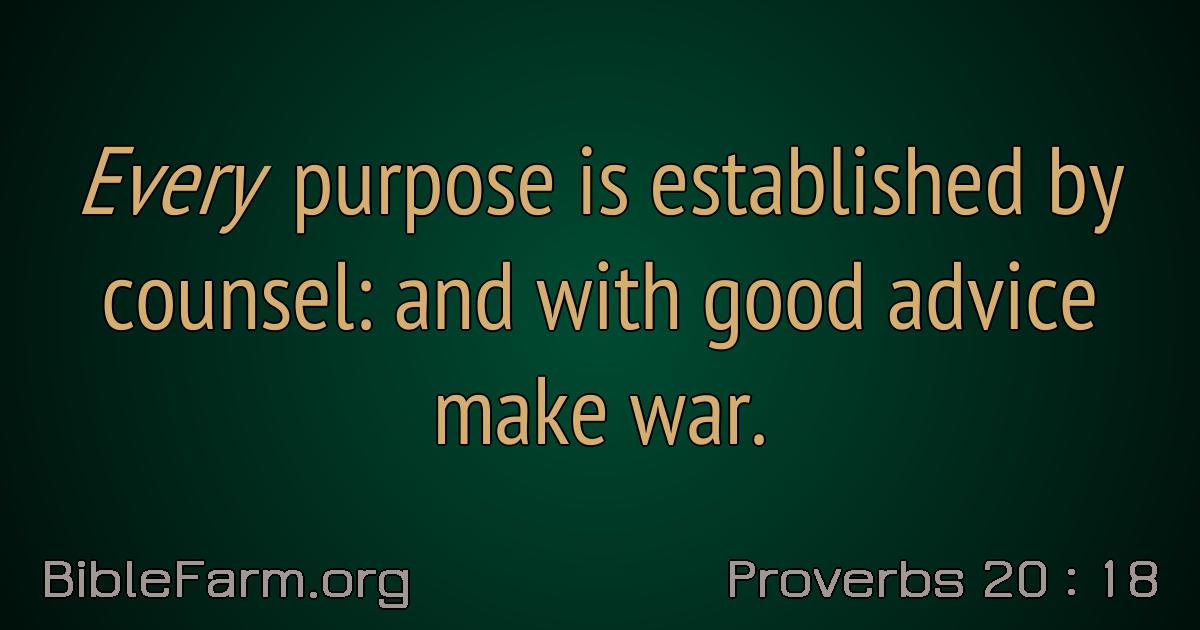 Every purpose is established by
counsel: and with good advice
make war.
BibleFarm.org
Proverbs 20 : 18